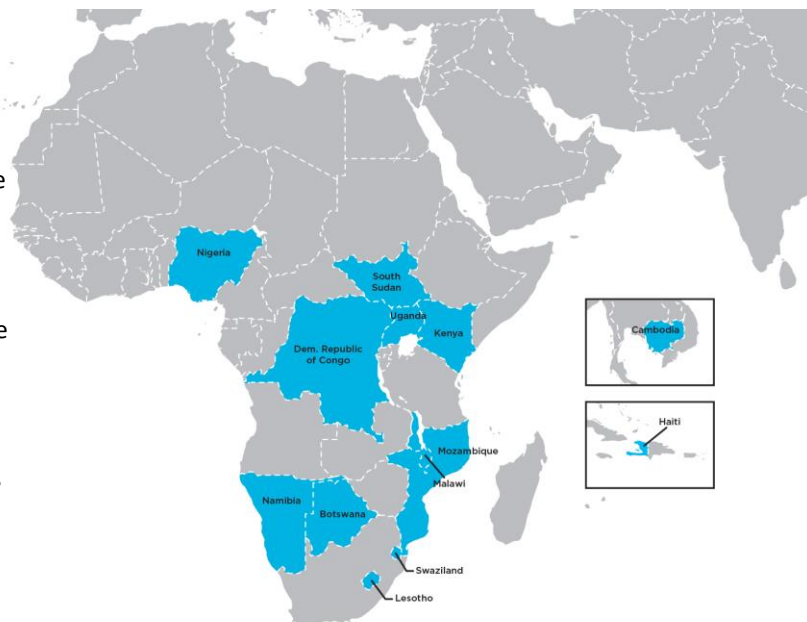 e
Nigeria
South
Sudan
Uganda
Kenya
Dem. Republic
of Congo
e
Cambodia
Haiti
Mozambique
Malawi
Namibia
Botswana
Swaziland
Lesotho